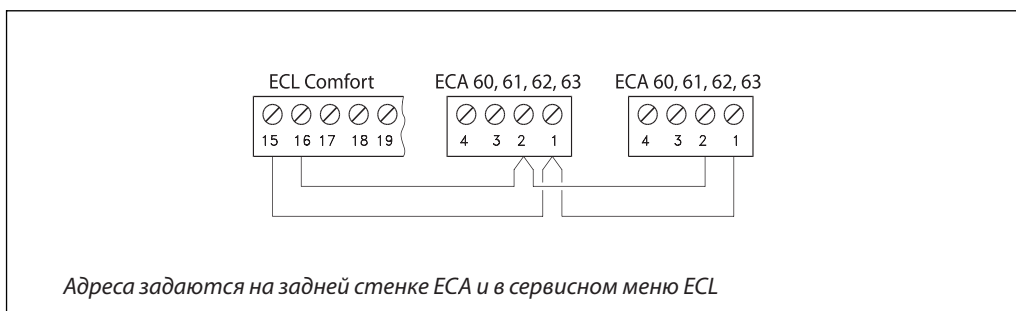 ECL Comfort ECA 60, 61, 62, 63 ECA 60, 61, 62, 63
15 16 17 18 19 4 3 2 1 4 3 2 1
Адреса задаются на задней стенке ECA и в сервисном меню ECL